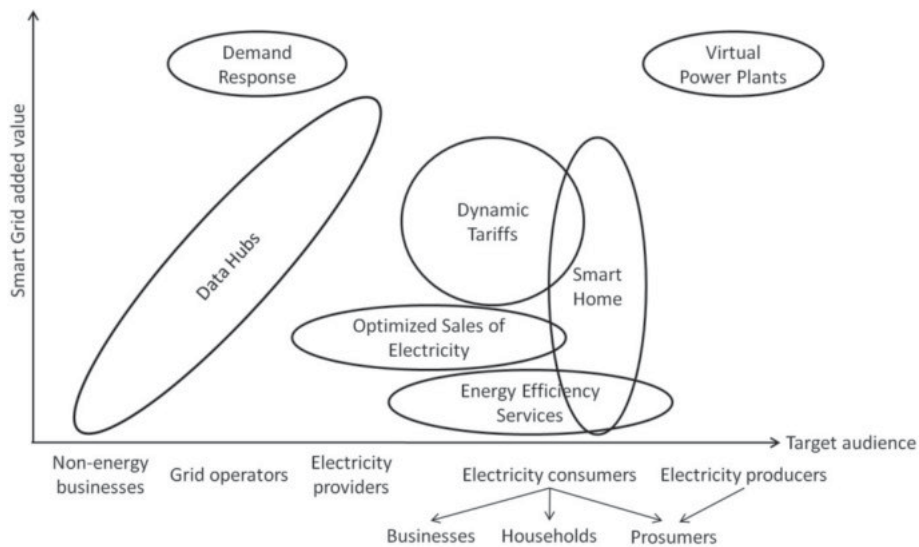 Smart Grid added value
Demand
Response
Virtual
Power Plants
Data Hubs
Dynamic
Tariffs
Smart
Home
Optimized Sales of
Electricity
Energy Efficiency
Services
Target audience
Non-energy
businesses
Grid operators
Electricity
providers
Electricity consumers
Electricity producers
Businesses
Households
Prosumers